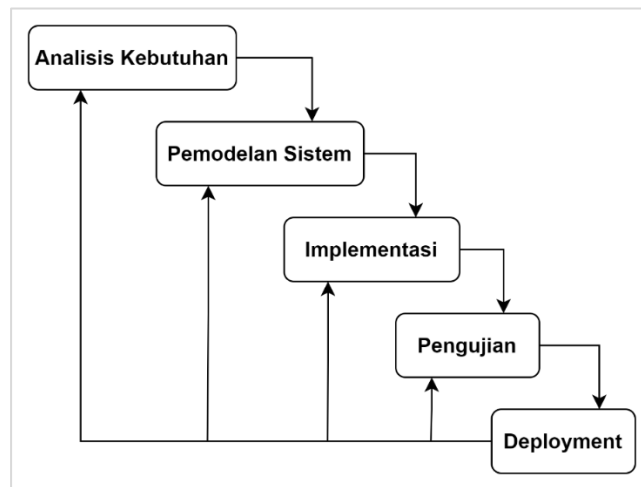 Analisis Kebutuhan
Pemodelan Sistem
Implementasi
Pengujian
Deployment